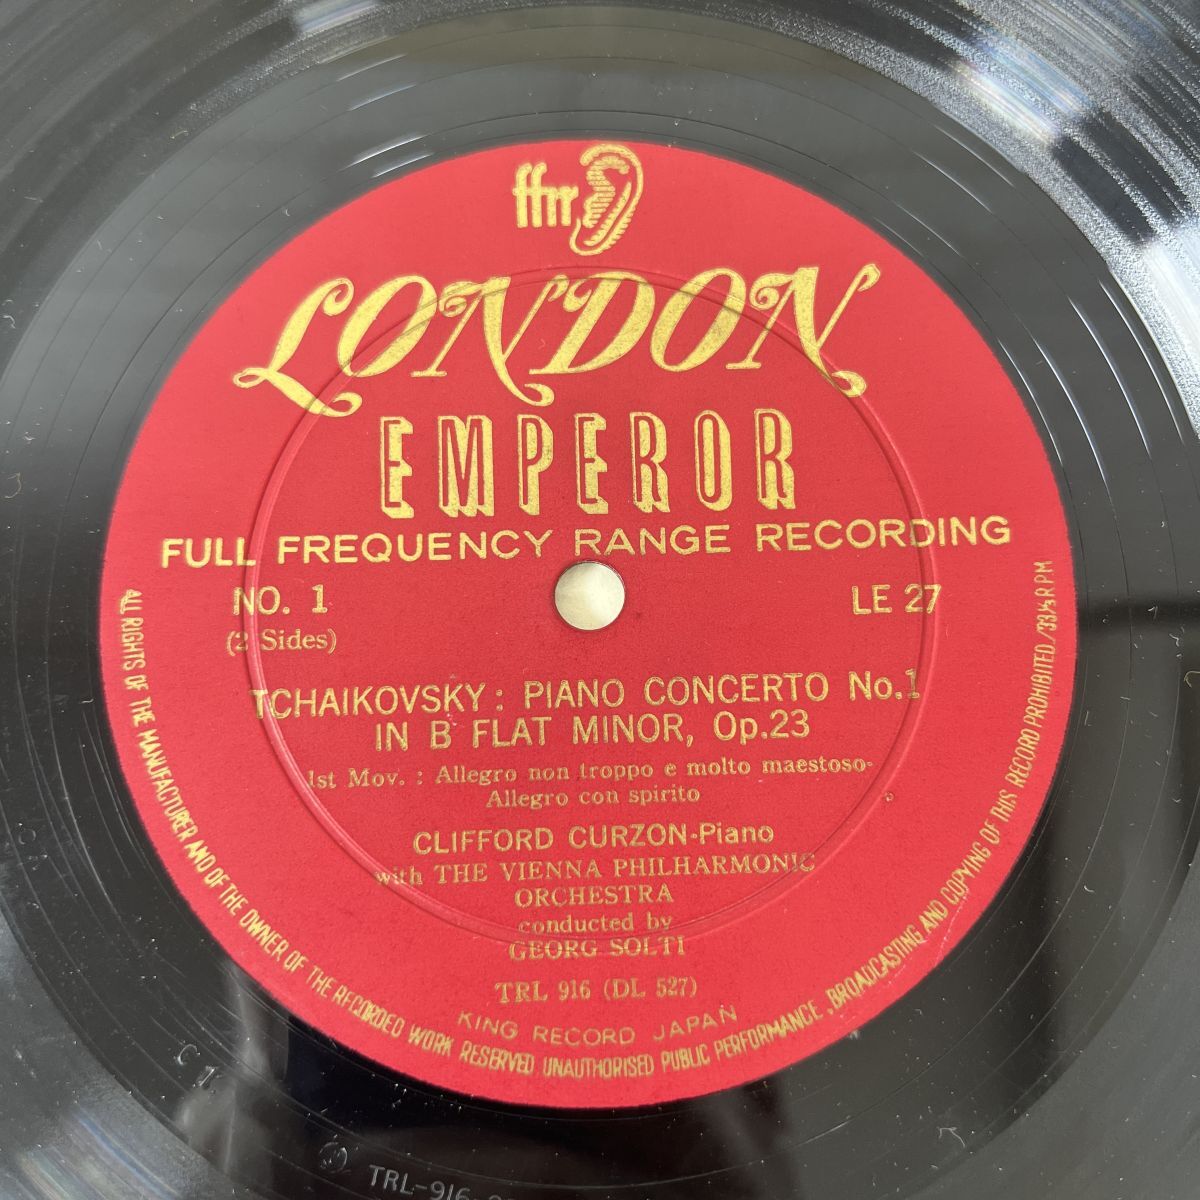 ffrr
LONDON
EMPEROR
FULL FREQUENCY RANGE RECORDING
NO. 1
LE 27
(2 Sides)
TCHAIKOVSKY : PIANO CONCERTO No.1
IN B FLAT MINOR, Op.23
1st Mov. : Allegro non troppo e molto maestoso-
Allegro con spirito
CLIFFORD CURZON-Piano
with THE VIENNA PHILHARMONIC
ORCHESTRA
conducted by
GEORG SOLTI
TRL 916 (DL 527)
KING RECORD JAPAN
ALL RIGHTS OF THE MANUFACTURER AND OF THE OWNER OF THE RECORDED WORK RESERVED UNAUTHORISED PUBLIC PERFORMANCE, BROADCASTING AND COPYING OF THIS RECORD PROHIBITED/33⅓RPM
TRL-916